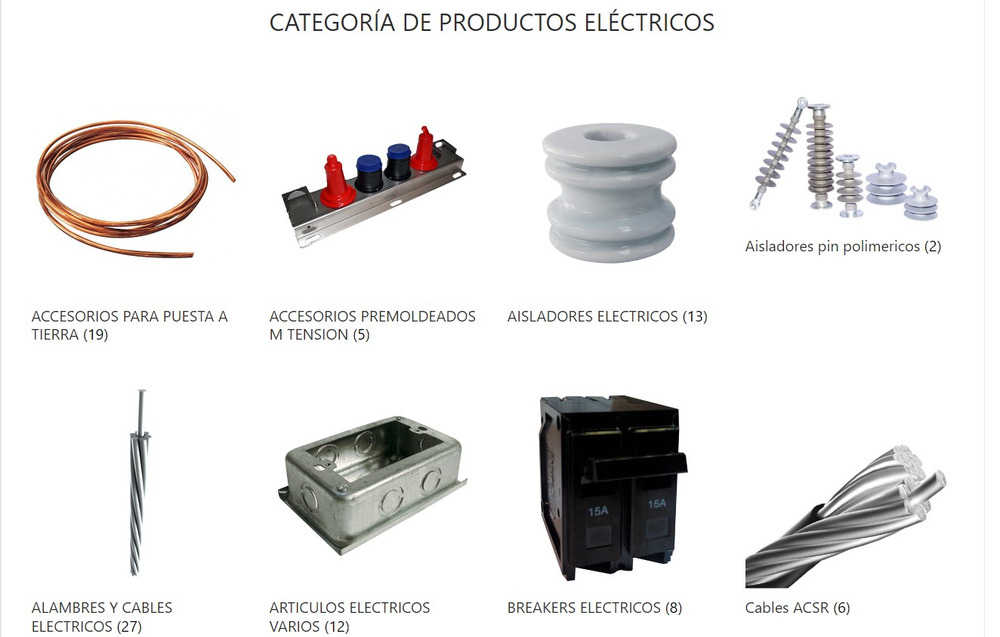 CATEGORÍA DE PRODUCTOS ELÉCTRICOS
Aisladores pin polimericos (2)
ACCESORIOS PARA PUESTA A
TIERRA (19)
ACCESORIOS PREMOLDEADOS
M TENSION (5)
AISLADORES ELECTRICOS (13)
15A
15A
ALAMBRES Y CABLES
ELECTRICOS (27)
ARTICULOS ELECTRICOS
VARIOS (12)
BREAKERS ELECTRICOS (8)
Cables ACSR (6)